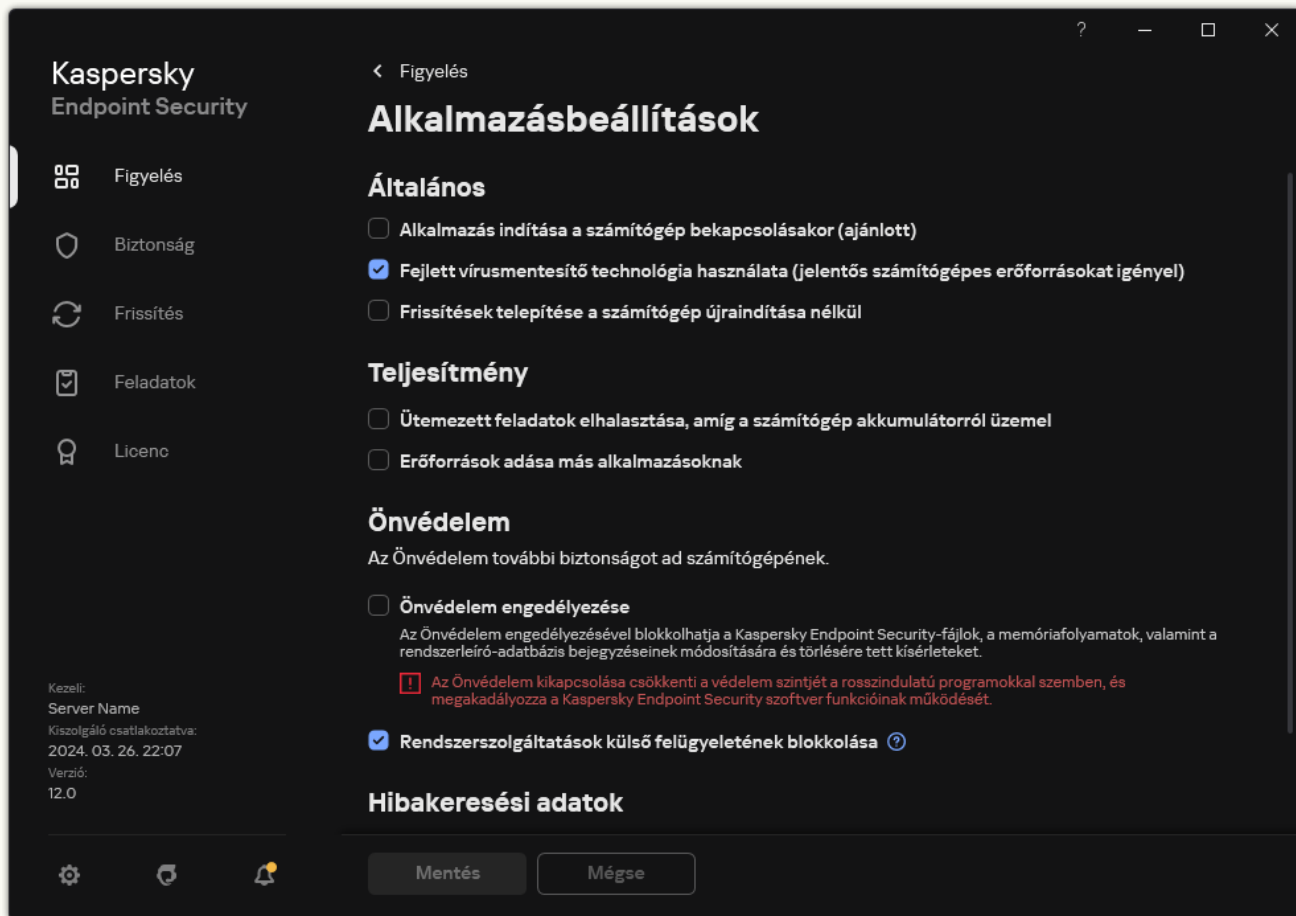 Kaspersky
Endpoint Security
Figyelés
Biztonság
Frissítés
Feladatok
Licenc
Kezeli:
Server Name
Kiszolgáló csatlakoztatva:
2024. 03. 26. 22:07
Verzió:
12.0
?
Figyelés
Alkalmazásbeállítások
Általános
Alkalmazás indítása a számítógép bekapcsolásakor (ajánlott)
Fejlett vírusmentesítő technológia használata (jelentős számítógépes erőforrásokat igényel)
Frissítések telepítése a számítógép újraindítása nélkül
Teljesítmény
Ütemezett feladatok elhalasztása, amíg a számítógép akkumulátorról üzemel
Erőforrások adása más alkalmazásoknak
Önvédelem
Az Önvédelem további biztonságot ad számítógépének.
Önvédelem engedélyezése
Az Önvédelem engedélyezésével blokkolhatja a Kaspersky Endpoint Security-fájlok, a memóriafolyamatok, valamint a
rendszerleíró-adatbázis bejegyzéseinek módosítására és törlésére tett kísérleteket.
Az Önvédelem kikapcsolása csökkenti a védelem szintjét a rosszindulatú programokkal szemben, és
megakadályozza a Kaspersky Endpoint Security szoftver funkcióinak működését.
Rendszerszolgáltatások külső felügyeletének blokkolása
Hibakeresési adatok
Mentés
Mégse